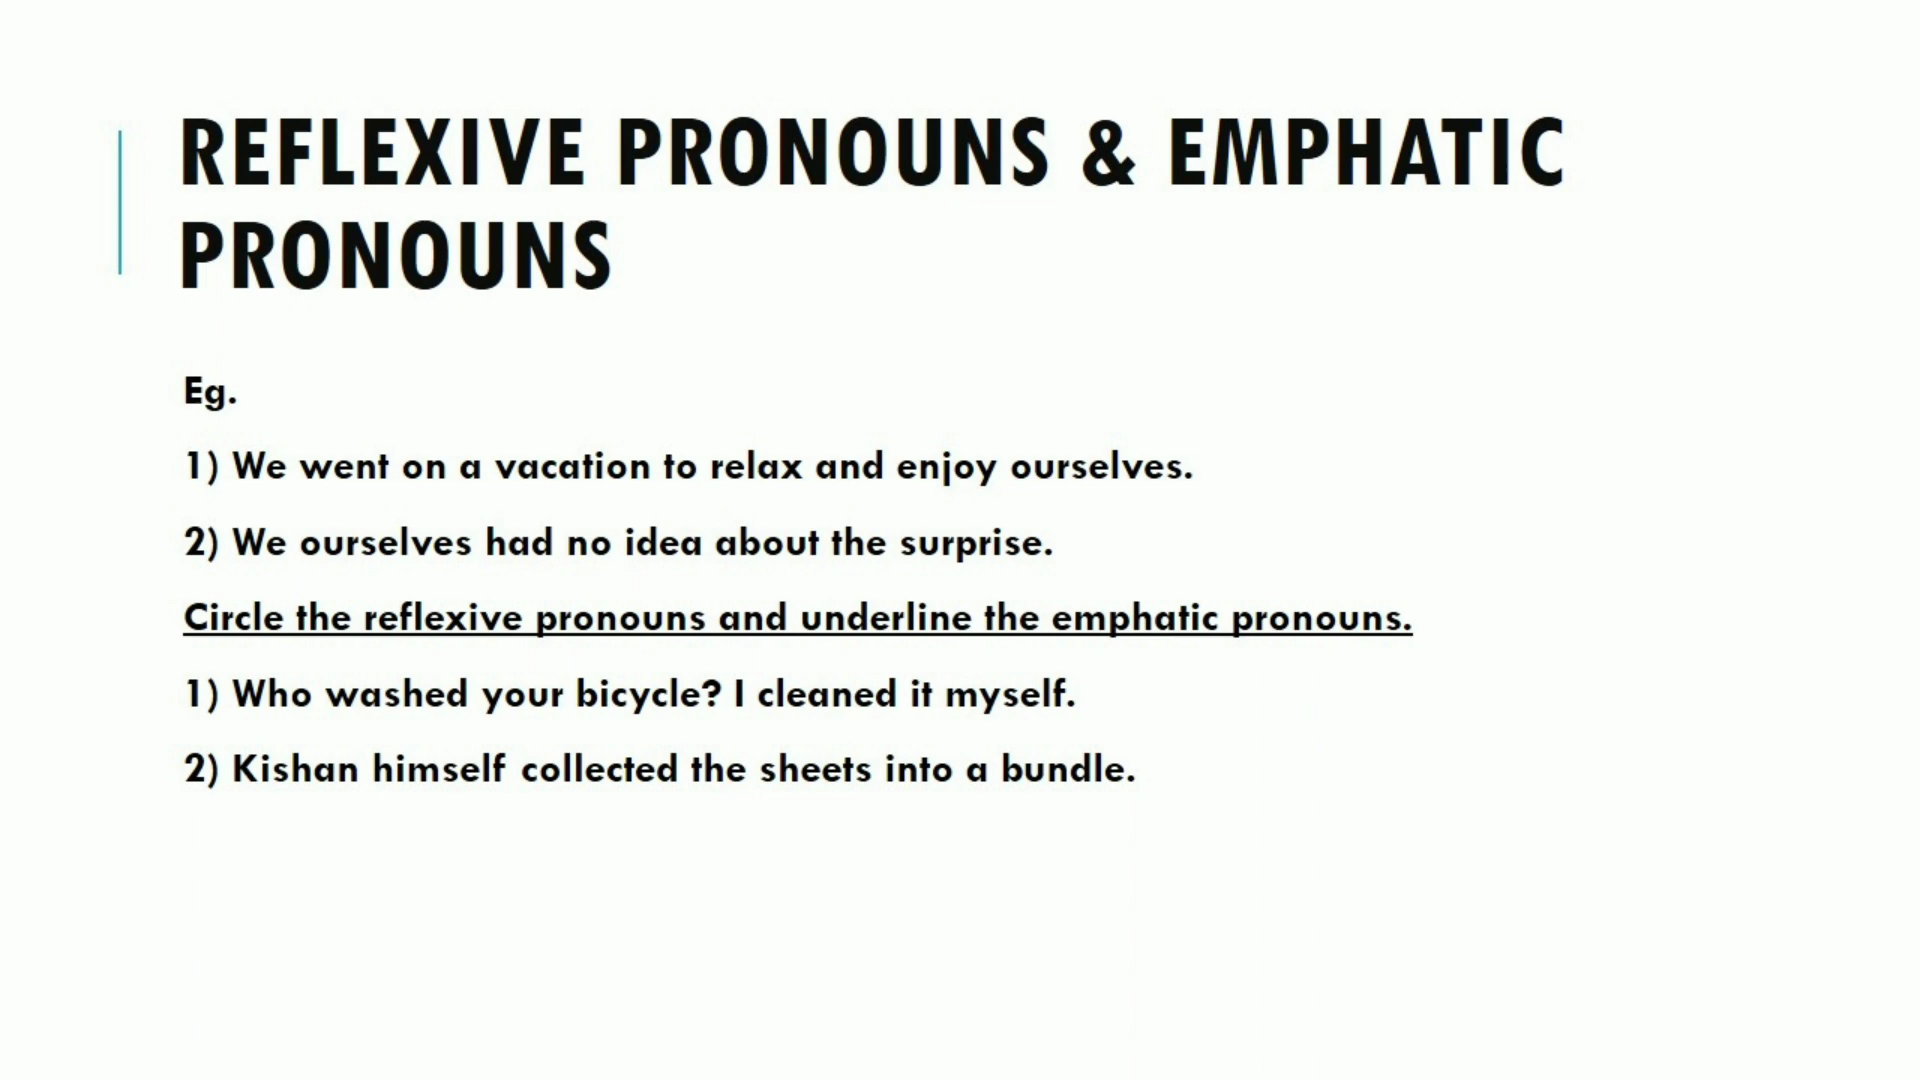 REFLEXIVE PRONOUNS & EMPHATIC
PRONOUNS
Eg.
1) We went on a vacation to relax and enjoy ourselves.
2) We ourselves had no idea about the surprise.
Circle the reflexive pronouns and underline the emphatic pronouns.
1) Who washed your bicycle? I cleaned it myself.
2) Kishan himself collected the sheets into a bundle.